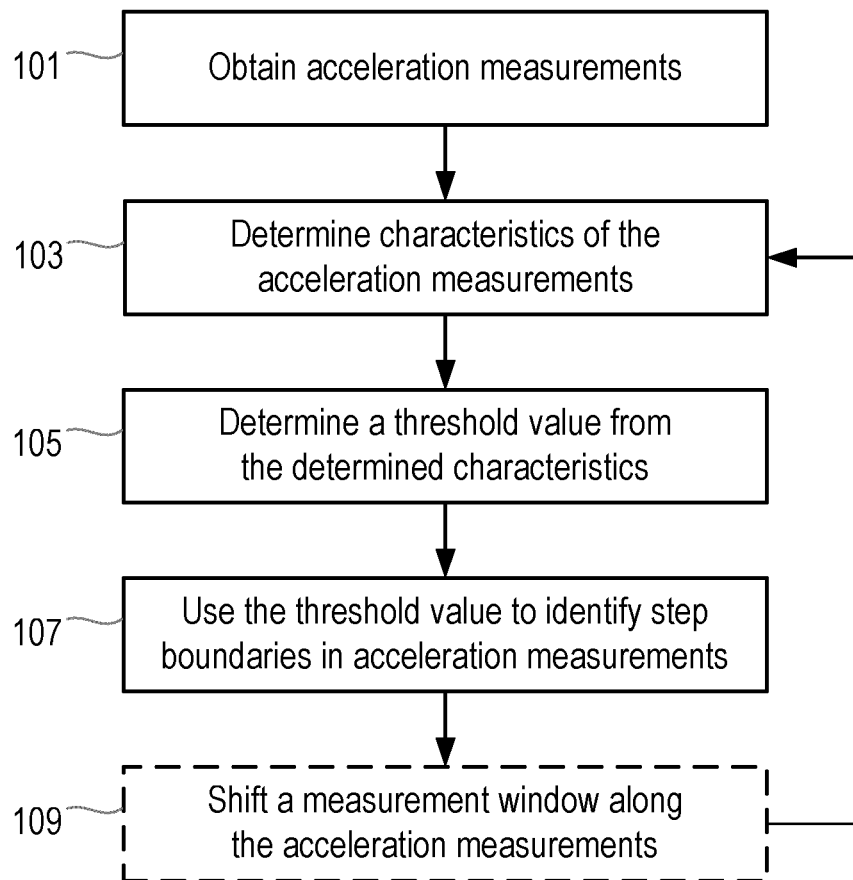 101
Obtain acceleration measurements
103
Determine characteristics of the
acceleration measurements
105
Determine a threshold value from
the determined characteristics
107
Use the threshold value to identify step
boundaries in acceleration measurements
109
Shift a measurement window along
the acceleration measurements